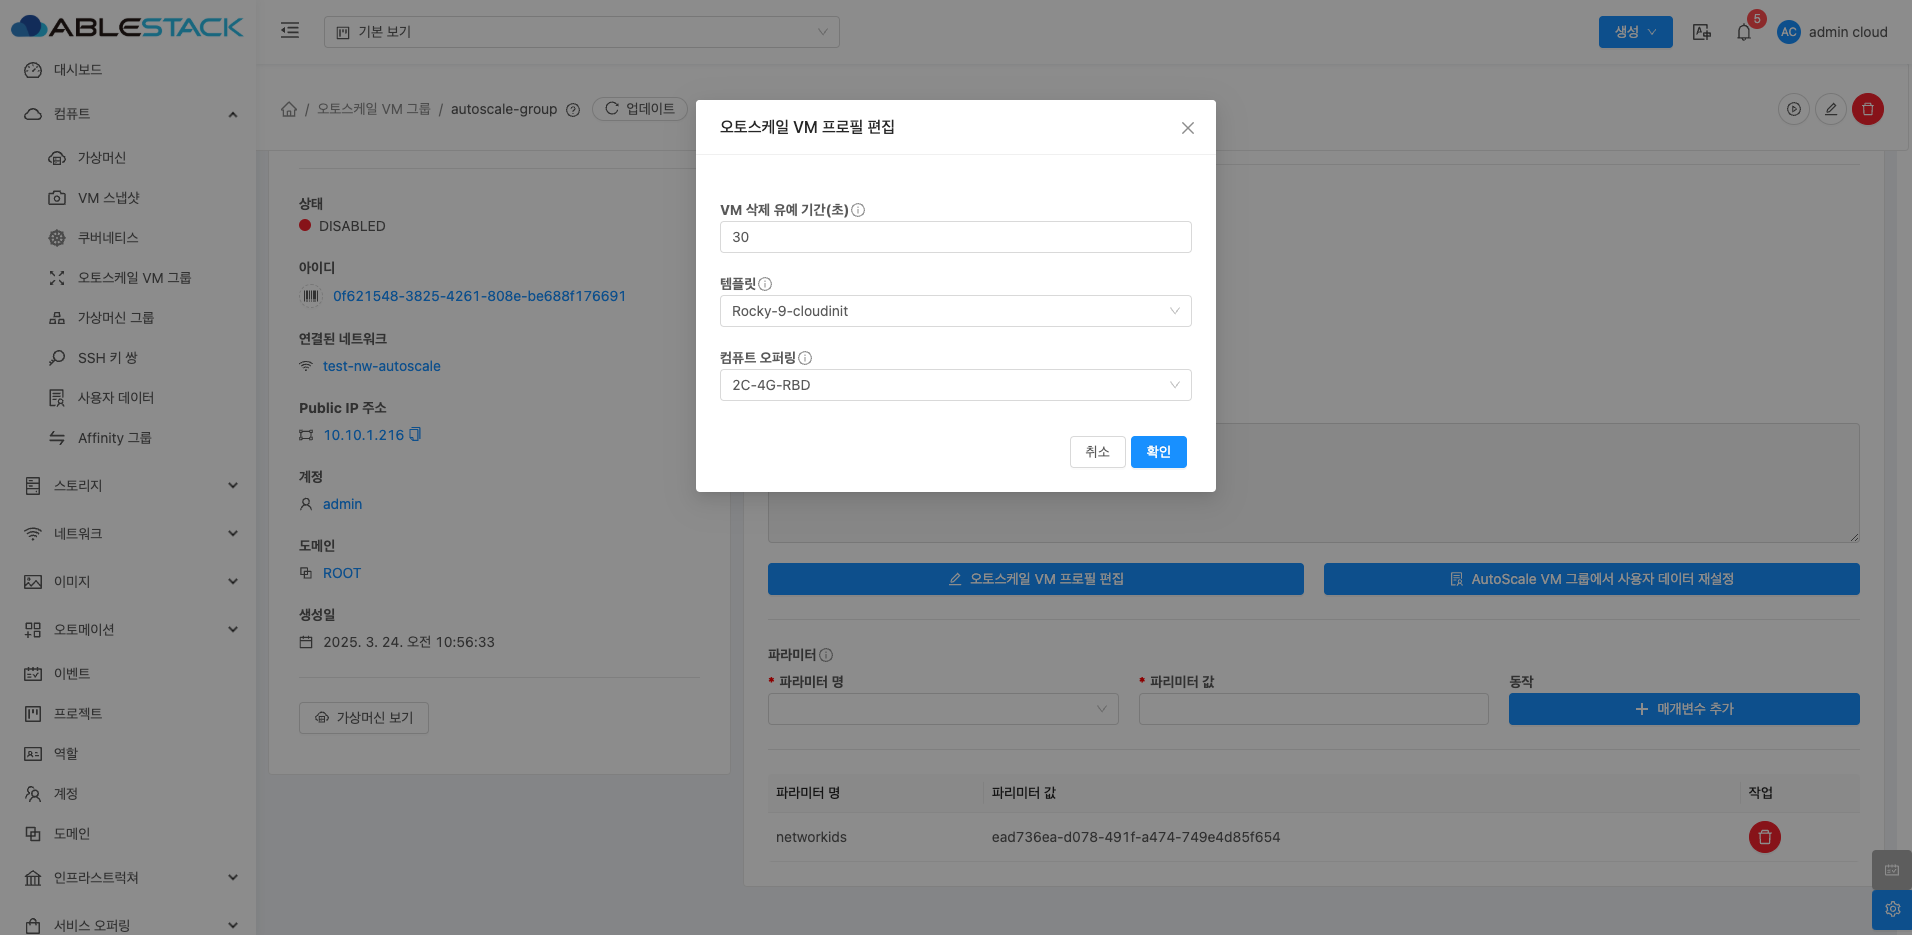 ABLESTACK
기본 보기
생성
5
AC
admin cloud
대시보드
컴퓨트
가상머신
VM 스냅샷
쿠버네티스
오토스케일 VM 그룹
가상머신 그룹
SSH 키 쌍
사용자 데이터
Affinity 그룹
스토리지
네트워크
이미지
오토메이션
이벤트
프로젝트
역할
계정
도메인
인프라스트럭쳐
서비스 오퍼링
/ 오토스케일 VM 그룹 / autoscale-group
업데이트
상태
DISABLED
아이디
0f621548-3825-4261-808e-be688f176691
연결된 네트워크
test-nw-autoscale
Public IP 주소
10.10.1.216
계정
admin
도메인
ROOT
생성일
2025. 3. 24. 오전 10:56:33
가상머신 보기
오토스케일 VM 프로필 편집
VM 삭제 유예 기간(초)
30
템플릿
Rocky-9-cloudinit
컴퓨트 오퍼링
2C-4G-RBD
취소
확인
오토스케일 VM 프로필 편집
AutoScale VM 그룹에서 사용자 데이터 재설정
파라미터
* 파라미터 명
* 파리미터 값
동작
매개변수 추가
파라미터 명
파리미터 값
작업
networkids
ead736ea-d078-491f-a474-749e4d85f654